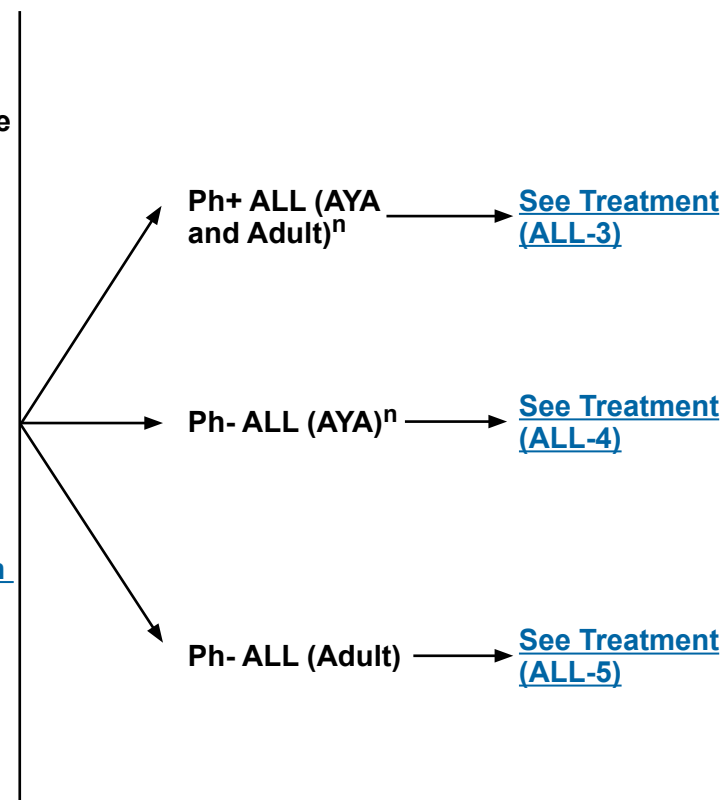 e
Ph+ ALL (AYA
and Adult)ⁿ
See Treatment
(ALL-3)
Ph- ALL (AYA)ⁿ
See Treatment
(ALL-4)
n
Ph- ALL (Adult)
See Treatment
(ALL-5)